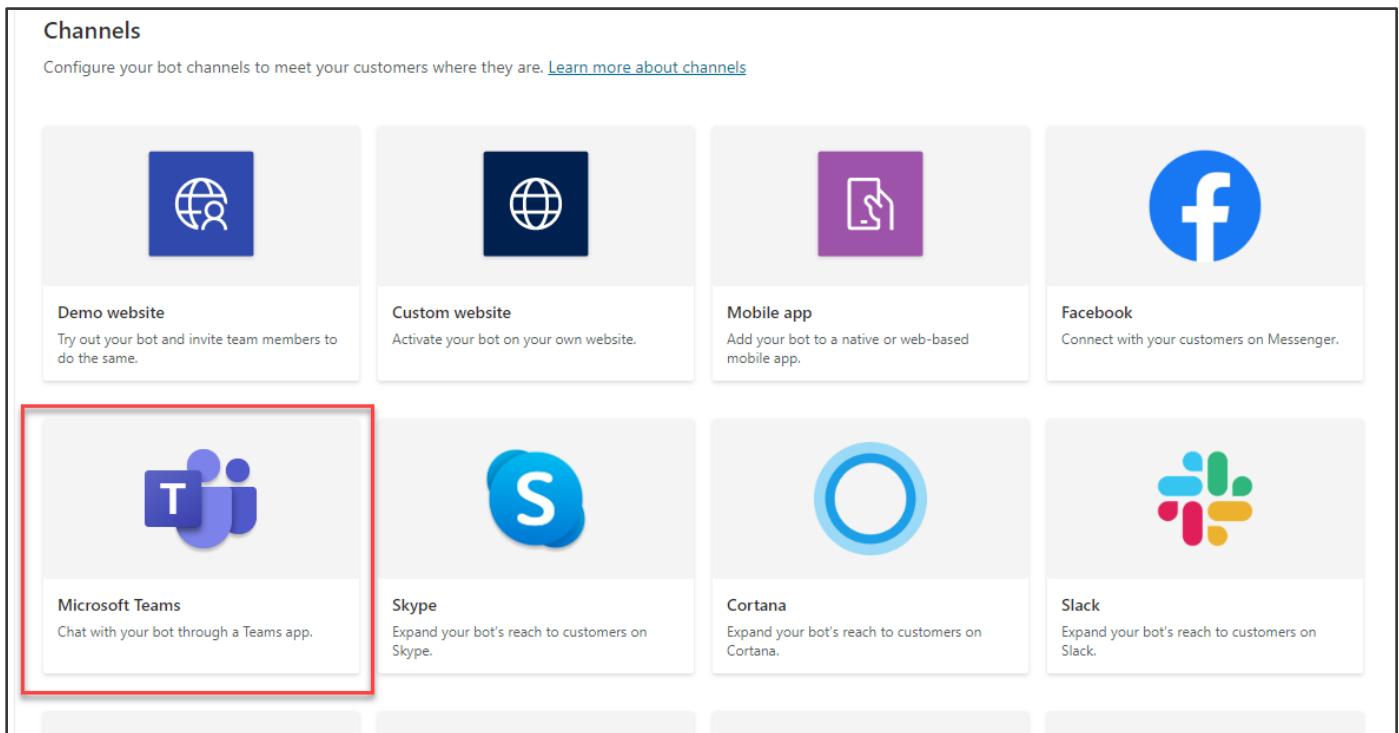 Channels
Configure your bot channels to meet your customers where they are. Learn more about channels
Demo website
Try out your bot and invite team members to
do the same.
Custom website
Activate your bot on your own website.
Mobile app
Add your bot to a native or web-based
mobile app.
Facebook
Connect with your customers on Messenger.
T
Microsoft Teams
Chat with your bot through a Teams app.
S
Skype
Expand your bot's reach to customers on
Skype.
Cortana
Expand your bot's reach to customers on
Cortana.
Slack
Expand your bot's reach to customers on
Slack.